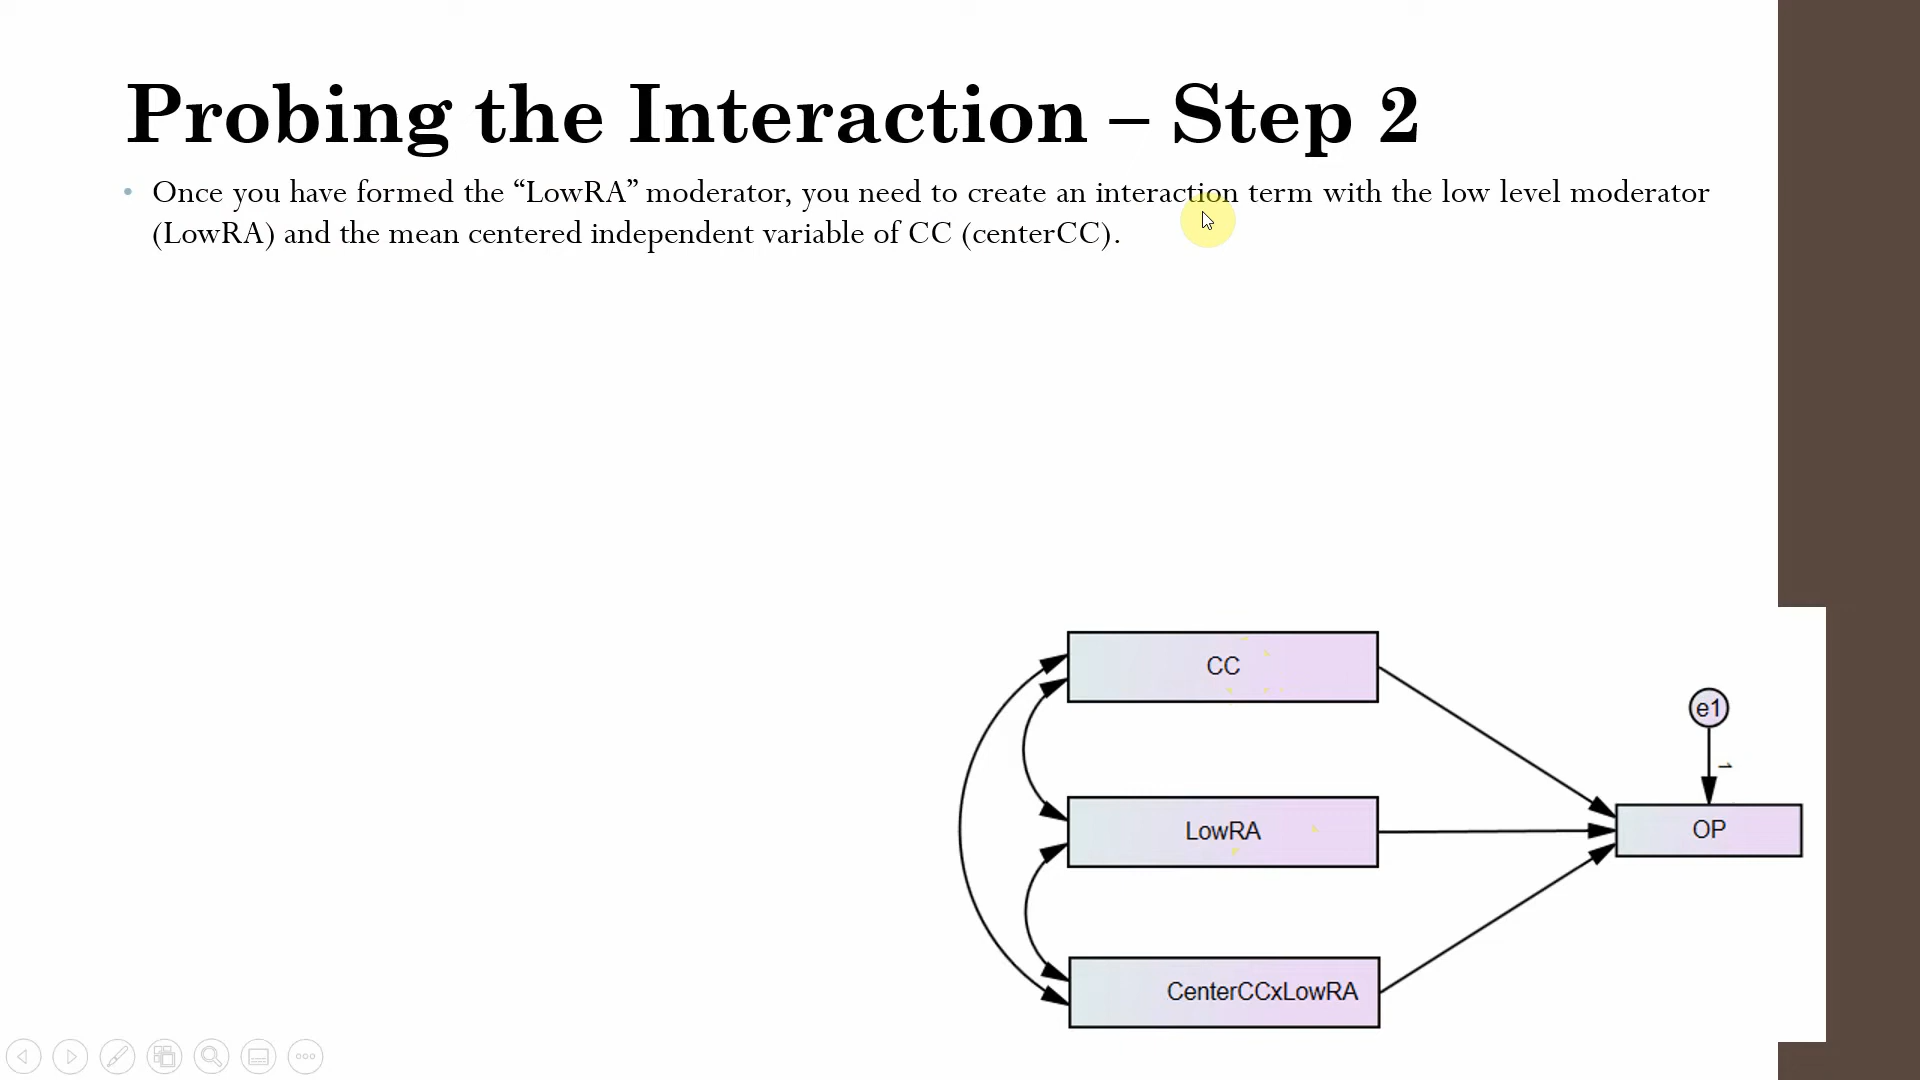 Probing the Interaction – Step 2
• Once you have formed the “LowRA” moderator, you need to create an interaction term with the low level moderator
(LowRA) and the mean centered independent variable of CC (centerCC).
CC
e1
1
LowRA
OP
CenterCCxLowRA